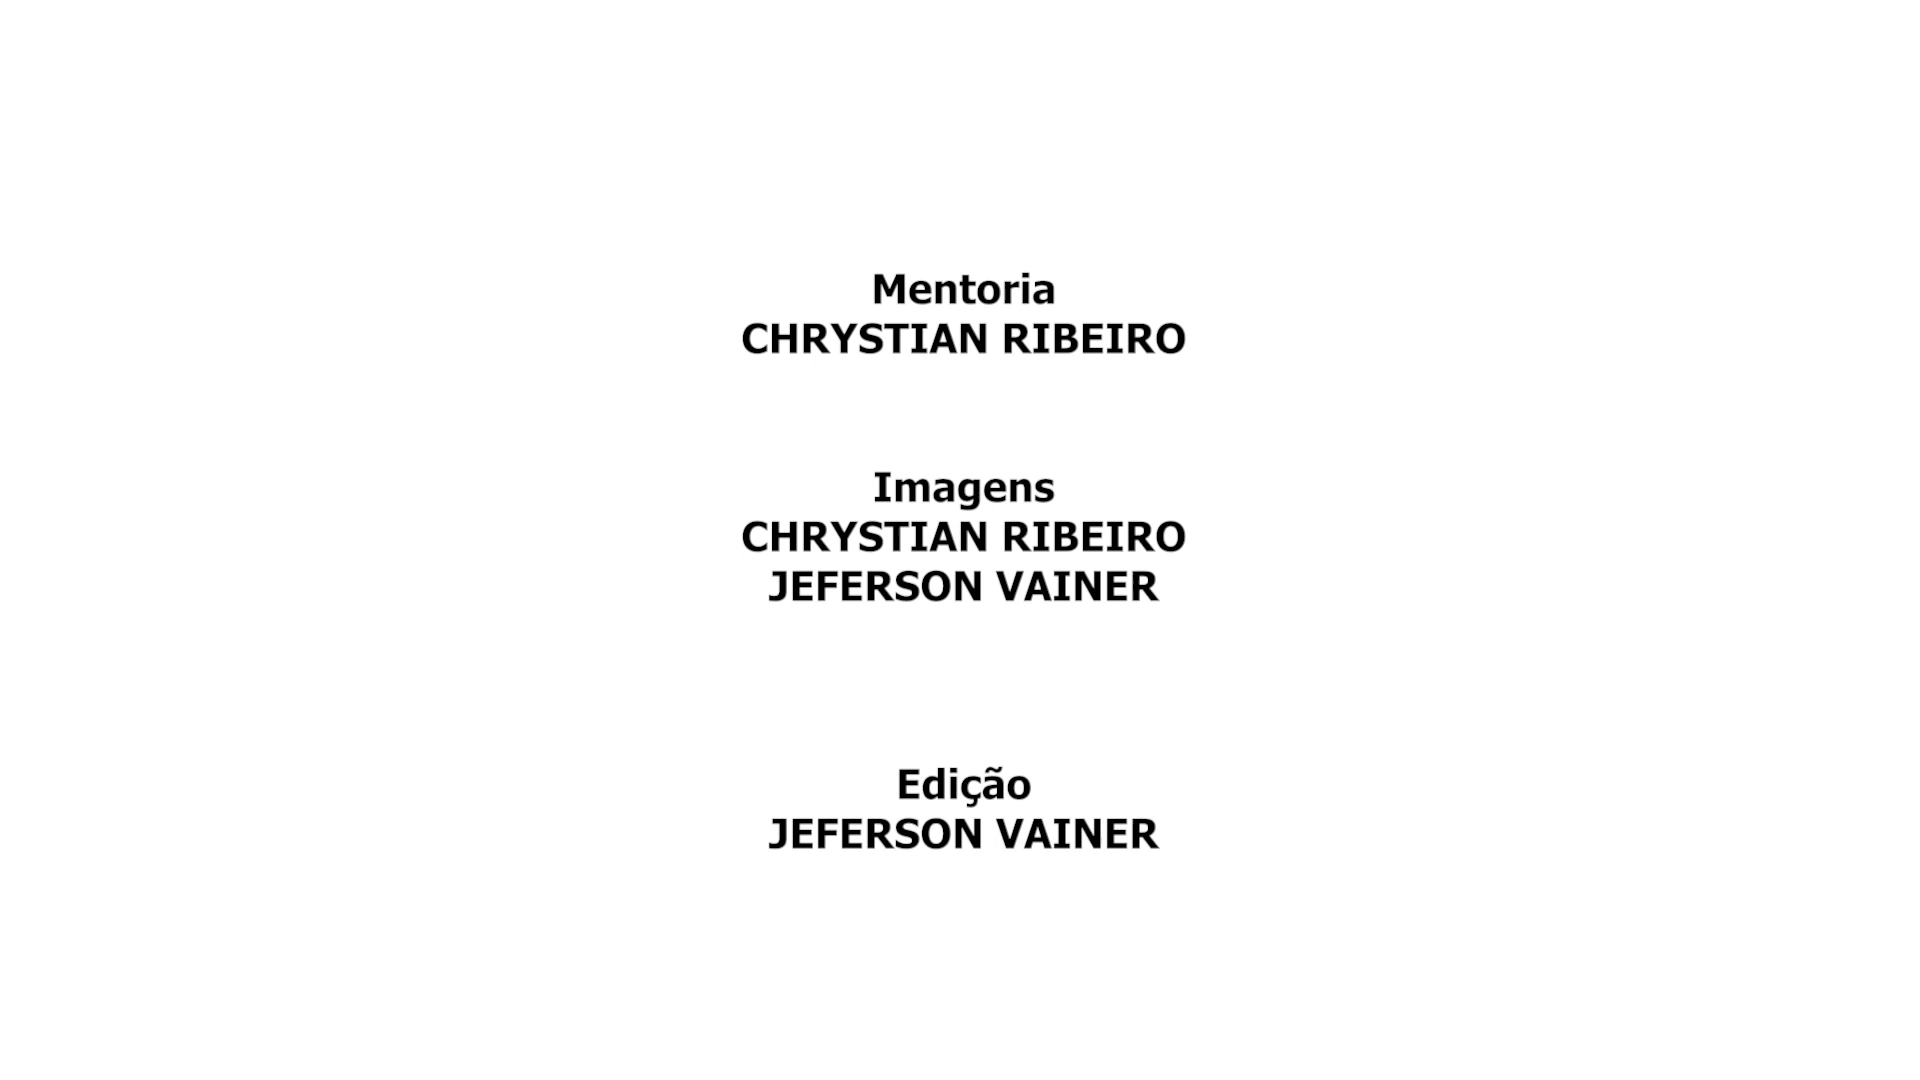 Mentoria
CHRYSTIAN RIBEIRO
Imagens
CHRYSTIAN RIBEIRO
JEFERSON VAINER
Edição
JEFERSON VAINER